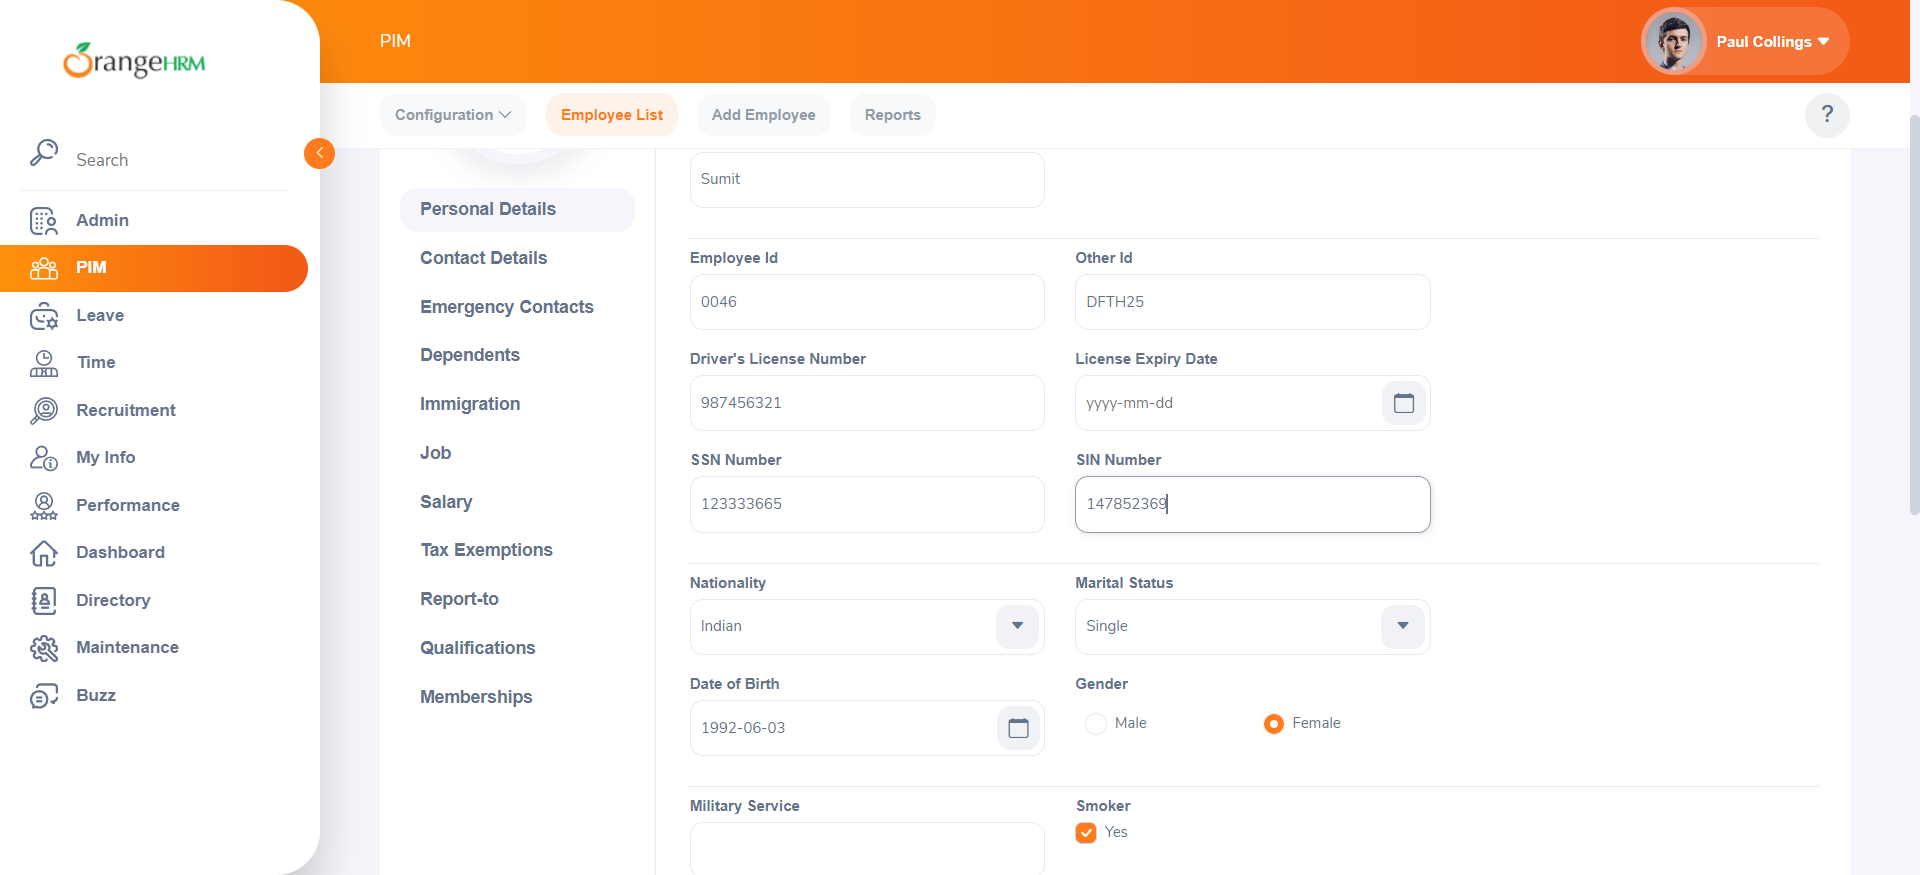 OrangeHRM
PIM
Paul Collings
Configuration
Employee List
Add Employee
Reports
?
Search
Admin
PIM
Leave
Time
Recruitment
My Info
Performance
Dashboard
Directory
Maintenance
Buzz
Personal Details
Contact Details
Emergency Contacts
Dependents
Immigration
Job
Salary
Tax Exemptions
Report-to
Qualifications
Memberships
Sumit
Employee Id
Other Id
0046
DFTH25
Driver's License Number
License Expiry Date
987456321
yyyy-mm-dd
SSN Number
SIN Number
123333665
147852369
Nationality
Marital Status
Indian
Single
Date of Birth
Gender
1992-06-03
Male
Female
Military Service
Smoker
Yes